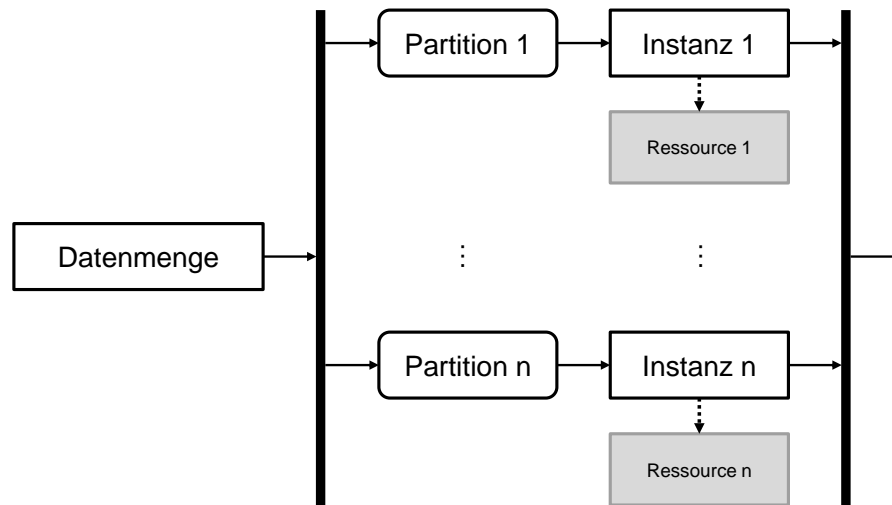 Partition 1
Instanz 1
Ressource 1
Datenmenge
⋮
⋮
Partition n
Instanz n
Ressource n